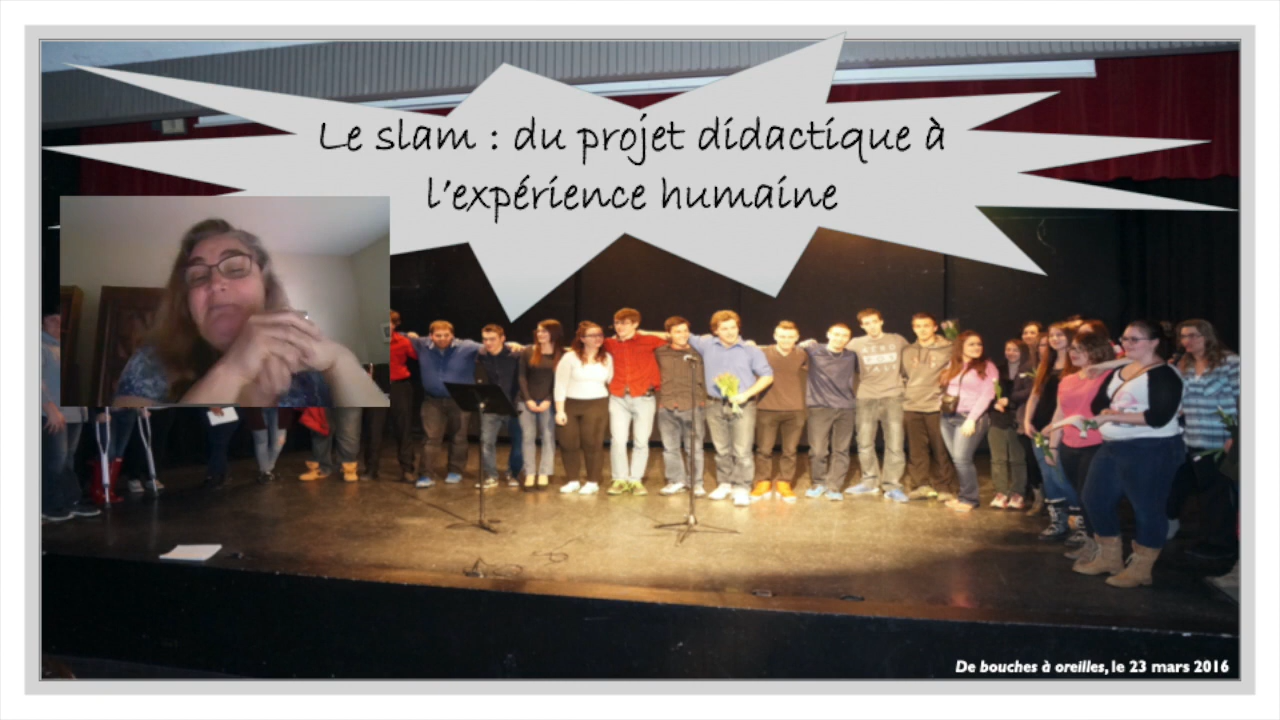 Le slam : du projet didactique à
l'expérience humaine
De bouches à oreilles, le 23 mars 2016